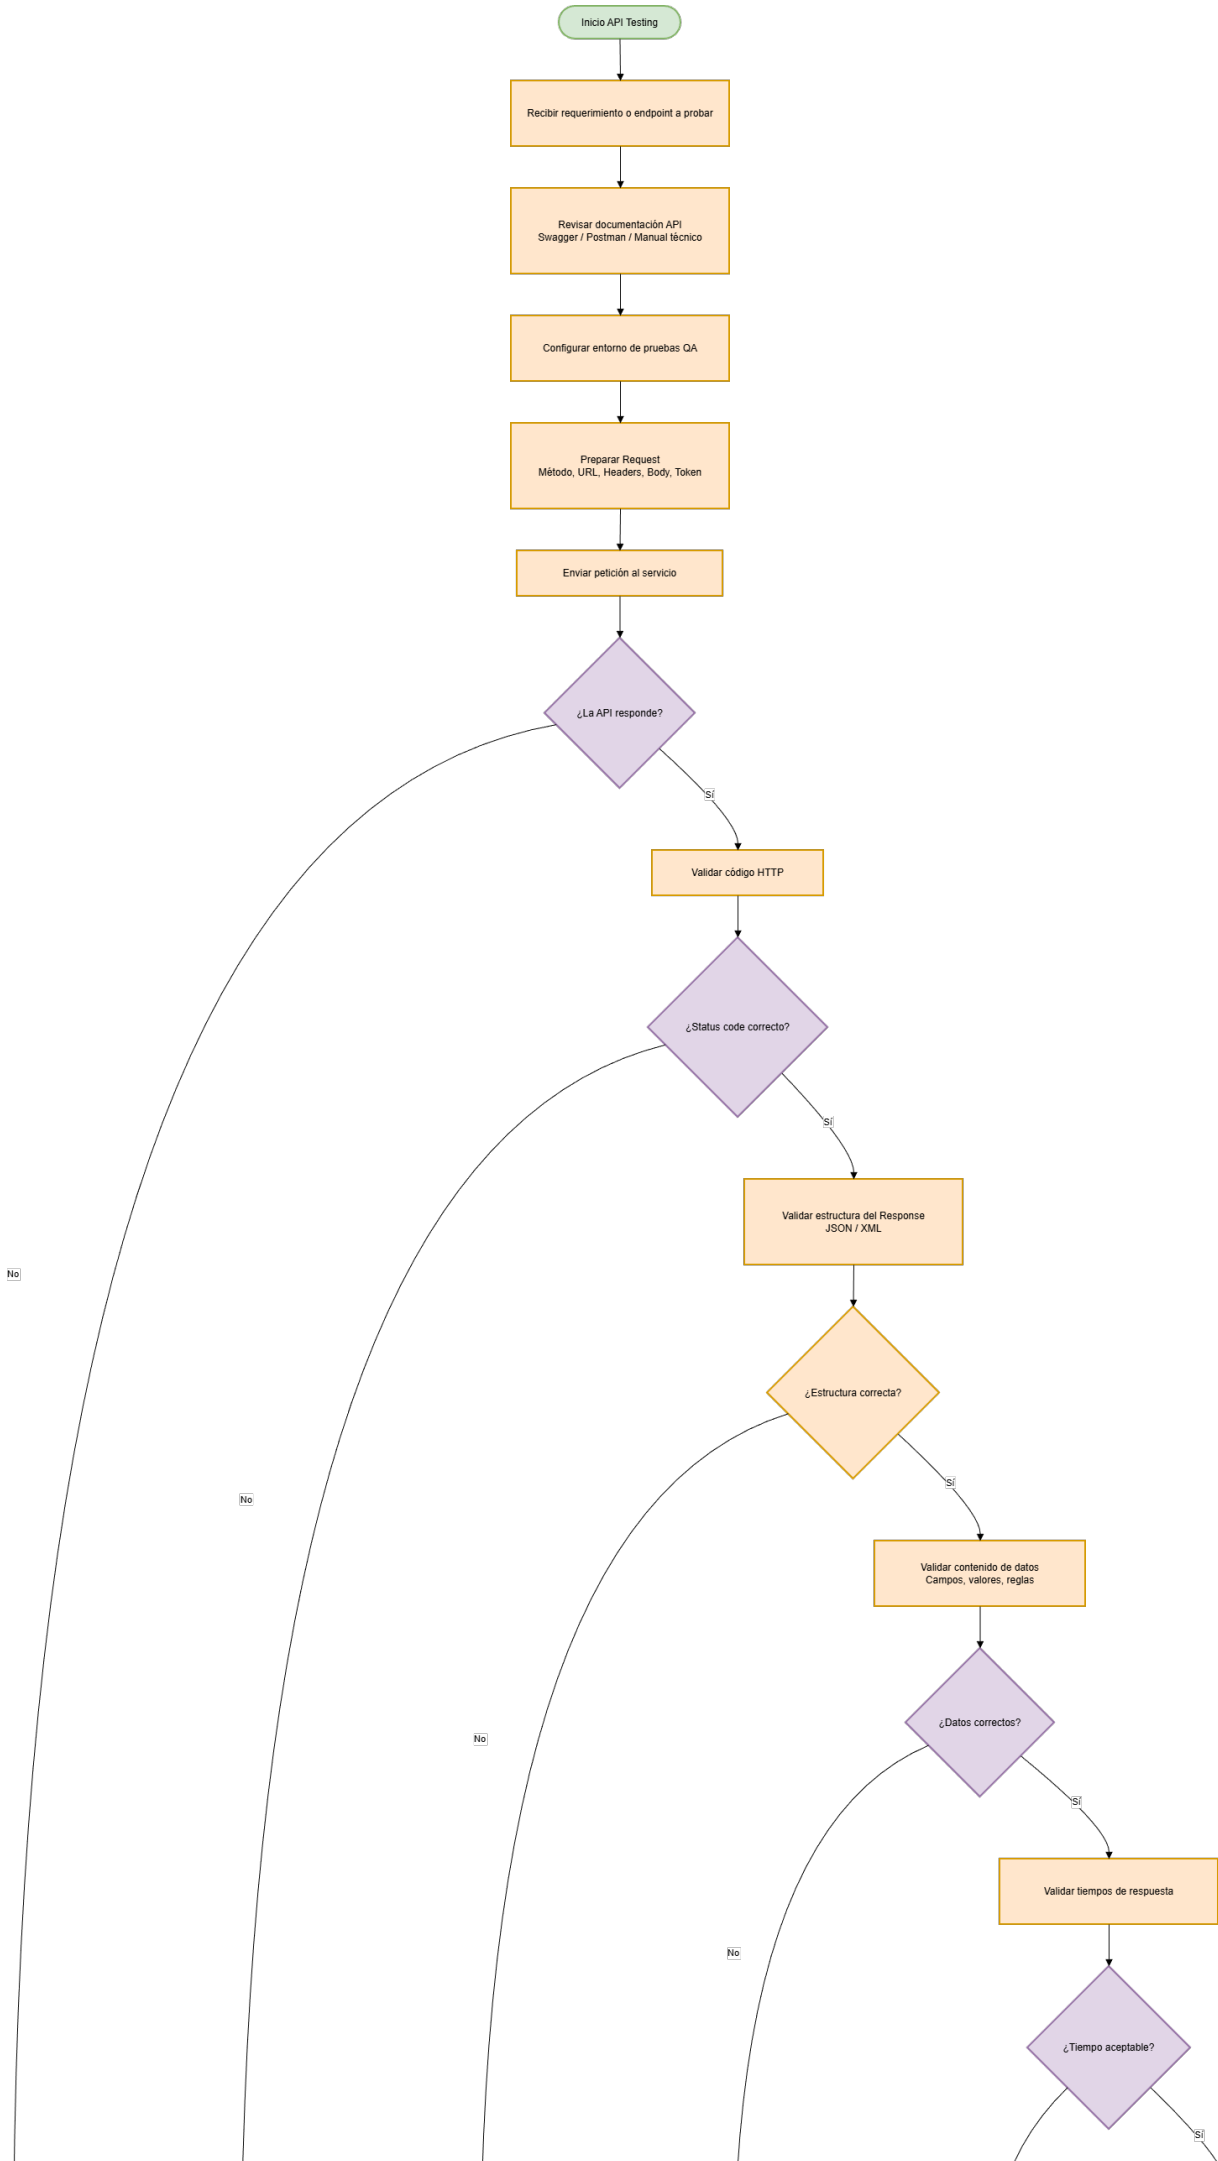 Inicio API Testing
Recibir requerimiento o endpoint a probar
Revisar documentación API
Swagger / Postman / Manual técnico
Configurar entorno de pruebas QA
Preparar Request
Método, URL, Headers, Body, Token
Enviar petición al servicio
¿La API responde?
Sí
Validar código HTTP
¿Status code correcto?
Sí
Validar estructura del Response
JSON / XML
No
¿Estructura correcta?
Sí
No
Validar contenido de datos
Campos, valores, reglas
¿Datos correctos?
No
Sí
Validar tiempos de respuesta
No
¿Tiempo aceptable?
Sí